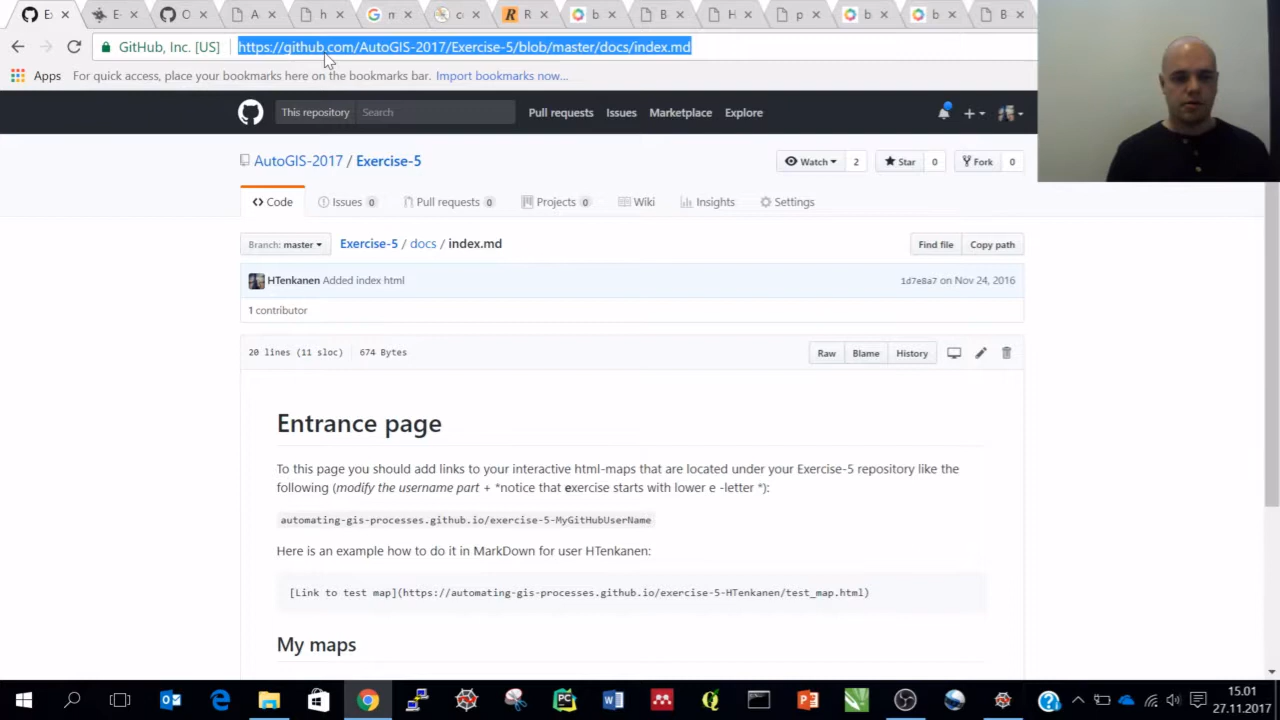 E
E
O
A
h
m
c
R
b
B
H
p
b
b
B
GitHub, Inc. [US]
https://github.com/AutoGIS-2017/Exercise-5/blob/master/docs/index.md
Apps
For quick access, place your bookmarks here on the bookmarks bar.
Import bookmarks now...
This repository
Search
Pull requests
Issues
Marketplace
Explore
AutoGIS-2017 / Exercise-5
Watch 2
Star 0
Fork 0
Code
Issues 0
Pull requests 0
Projects 0
Wiki
Insights
Settings
Branch: master
Exercise-5 / docs / index.md
Find file
Copy path
HTenkanen Added index html
1d7e8a7 on Nov 24, 2016
1 contributor
20 lines (11 sloc)
674 Bytes
Raw
Blame
History
Entrance page
To this page you should add links to your interactive html-maps that are located under your Exercise-5 repository like the
following (modify the username part + *notice that exercise starts with lower e -letter *):
automating-gis-processes.github.io/exercise-5-MyGitHubUserName
Here is an example how to do it in MarkDown for user HTenkanen:
[Link to test map](https://automating-gis-processes.github.io/exercise-5-HTenkanen/test_map.html)
My maps
15.01
27.11.2017